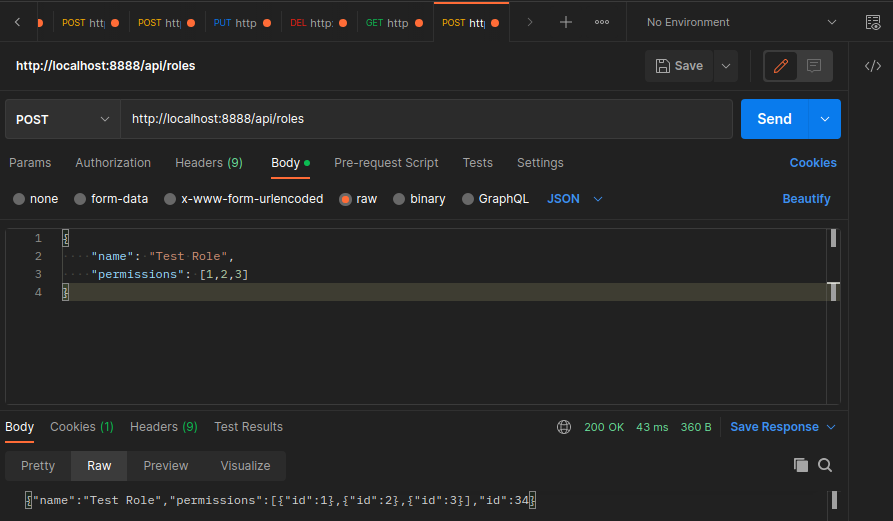 POST htt POST htt PUT http DEL http: GET http POST htt No Environment
http://localhost:8888/api/roles Save
POST http://localhost:8888/api/roles Send
Params Authorization Headers (9) Body Pre-request Script Tests Settings Cookies
none form-data x-www-form-urlencoded raw binary GraphQL JSON Beautify
1 {
2 "name": "Test Role",
3 "permissions": [1,2,3]
4 }
Body Cookies (1) Headers (9) Test Results 200 OK 43 ms 360 B Save Response
Pretty Raw Preview Visualize
{"name":"Test Role","permissions":[{"id":1},{"id":2},{"id":3}],"id":34}